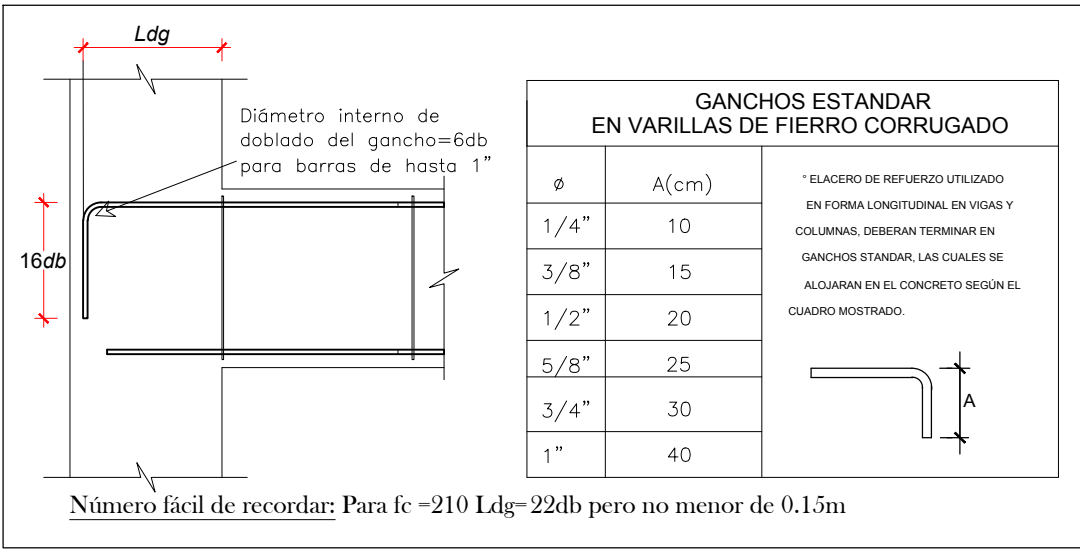 Ldg
Diámetro interno de
doblado del gancho=6db
para barras de hasta 1"
16db
GANCHOS ESTANDAR
EN VARILLAS DE FIERRO CORRUGADO
ø A(cm)
1/4" 10
3/8" 15
1/2" 20
5/8" 25
3/4" 30
1" 40
° ELACERO DE REFUERZO UTILIZADO
EN FORMA LONGITUDINAL EN VIGAS Y
COLUMNAS, DEBERAN TERMINAR EN
GANCHOS STANDAR, LAS CUALES SE
ALOJARAN EN EL CONCRETO SEGÚN EL
CUADRO MOSTRADO.
A
Número fácil de recordar: Para fc =210 Ldg=22db pero no menor de 0.15m